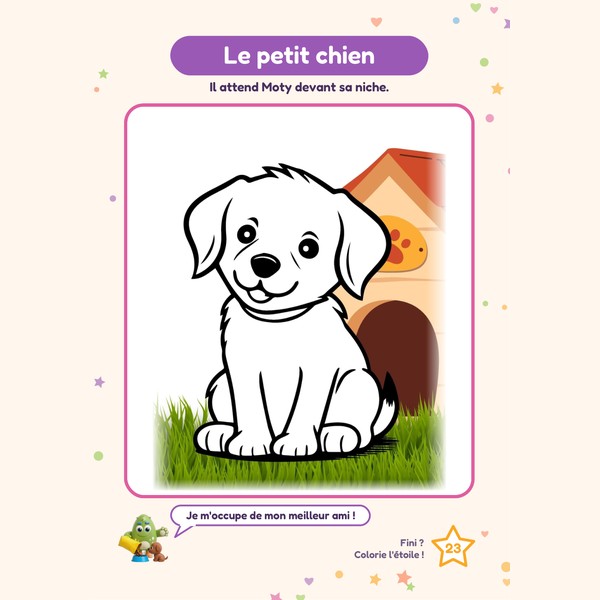 Le petit chien
Il attend Moty devant sa niche.
Je m'occupe de mon meilleur ami !
Fini ?
Colorie l'étoile !
23